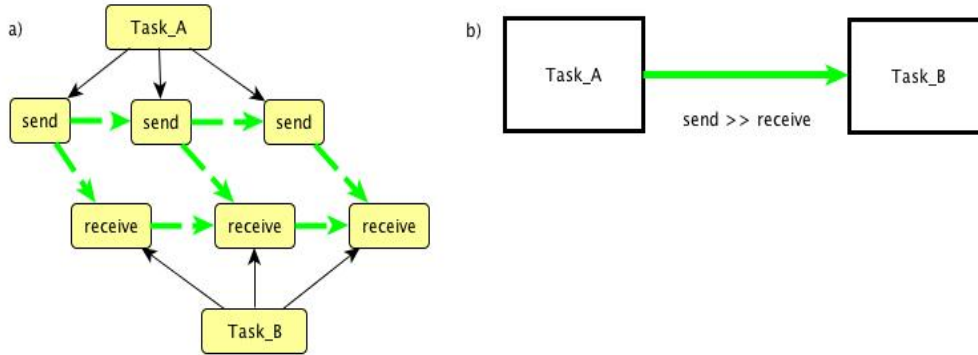 a)
Task_A
send
send
send
receive
receive
receive
Task_B
b)
Task_A
Task_B
send >> receive